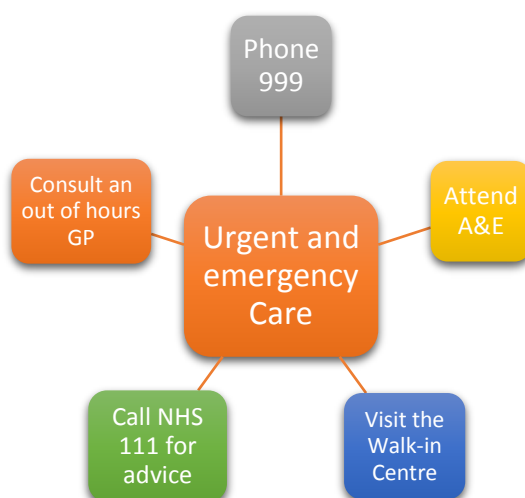 Phone
999
Consult an
out of hours
GP
Attend
A&E
Urgent and
emergency
Care
Call NHS
111 for
advice
Visit the
Walk-in
Centre